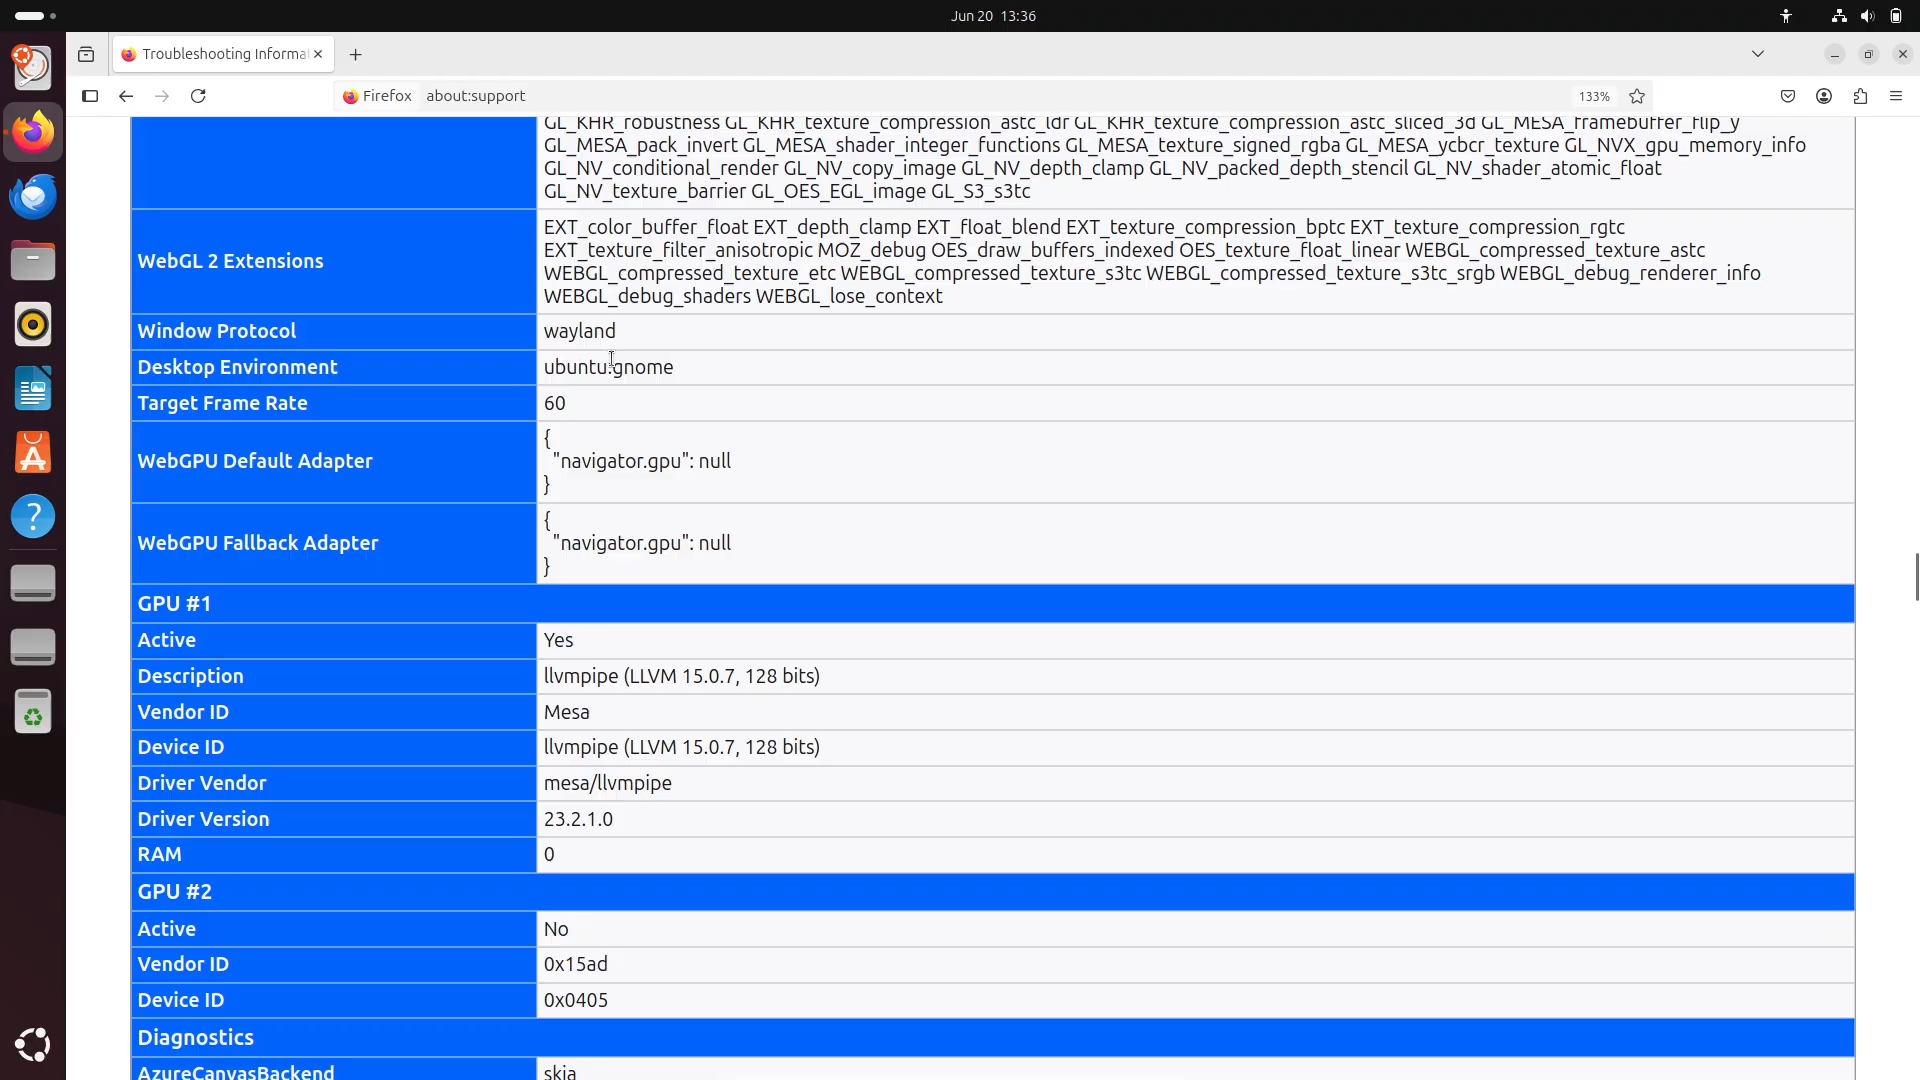 Jun 20 13:36
Troubleshooting Informa
Firefox about:support 133%
GL_KHR_robustness GL_KHR_texture_compression_astc_ldr GL_KHR_texture_compression_astc_sliced_3d GL_MESA_framebuffer_flip_y
GL_MESA_pack_invert GL_MESA_shader_integer_functions GL_MESA_texture_signed_rgba GL_MESA_ycbcr_texture GL_NVX_gpu_memory_info
GL_NV_conditional_render GL_NV_copy_image GL_NV_depth_clamp GL_NV_packed_depth_stencil GL_NV_shader_atomic_float
GL_NV_texture_barrier GL_OES_EGL_image GL_S3_s3tc
WebGL 2 Extensions
EXT_color_buffer_float EXT_depth_clamp EXT_float_blend EXT_texture_compression_bptc EXT_texture_compression_rgtc
EXT_texture_filter_anisotropic MOZ_debug OES_draw_buffers_indexed OES_texture_float_linear WEBGL_compressed_texture_astc
WEBGL_compressed_texture_etc WEBGL_compressed_texture_s3tc WEBGL_compressed_texture_s3tc_srgb WEBGL_debug_renderer_info
WEBGL_debug_shaders WEBGL_lose_context
Window Protocol wayland
Desktop Environment ubuntu:gnome
Target Frame Rate 60
WebGPU Default Adapter
{
"navigator.gpu": null
}
WebGPU Fallback Adapter
{
"navigator.gpu": null
}
GPU #1
Active Yes
Description llvmpipe (LLVM 15.0.7, 128 bits)
Vendor ID Mesa
Device ID llvmpipe (LLVM 15.0.7, 128 bits)
Driver Vendor mesa/llvmpipe
Driver Version 23.2.1.0
RAM 0
GPU #2
Active No
Vendor ID 0x15ad
Device ID 0x0405
Diagnostics
AzureCanvasBackend skia